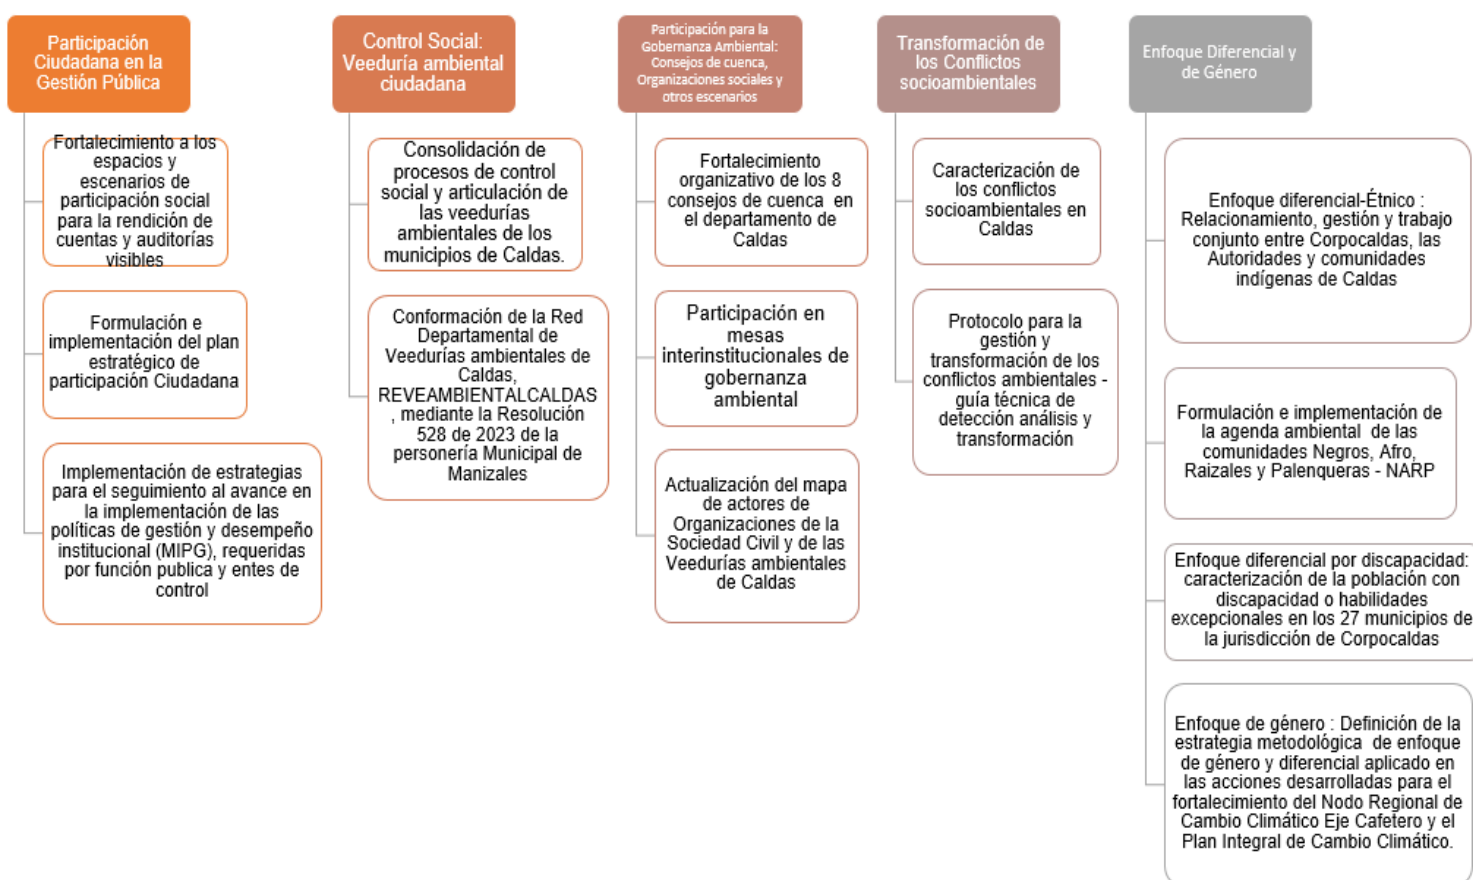 Participación
Ciudadana en la
Gestión Pública
Fortalecimiento a los
espacios y
escenarios de
participación social
para la rendición de
cuentas y auditorías
visibles
Formulación e
implementación del plan
estratégico de
participación Ciudadana
Implementación de estrategias
para el seguimiento al avance en
la implementación de las
políticas de gestión y desempeño
institucional (MIPG), requeridas
por función publica y entes de
control
Control Social:
Veeduría ambiental
ciudadana
Consolidación de
procesos de control
social y articulación de
las veedurías
ambientales de los
municipios de Caldas.
Conformación de la Red
Departamental de
Veedurías ambientales de
Caldas,
REVEAMBIENTALCALDAS
, mediante la Resolución
528 de 2023 de la
personería Municipal de
Manizales
Participación para la
Gobernanza Ambiental:
Consejos de cuenca,
Organizaciones sociales y
otros escenarios
Fortalecimiento
organizativo de los 8
consejos de cuenca en
el departamento de
Caldas
Participación en
mesas
interinstitucionales de
gobernanza
ambiental
Actualización del mapa
de actores de
Organizaciones de la
Sociedad Civil y de las
Veedurías ambientales
de Caldas
Transformación de
los Conflictos
socioambientales
Caracterización de
los conflictos
socioambientales en
Caldas
Protocolo para la
gestión y
transformación de los
conflictos ambientales -
guía técnica de
detección análisis y
transformación
Enfoque Diferencial y
de Género
Enfoque diferencial-Étnico :
Relacionamiento, gestión y trabajo
conjunto entre Corpocaldas, las
Autoridades y comunidades
indígenas de Caldas
Formulación e implementación de
la agenda ambiental de las
comunidades Negros, Afro,
Raizales y Palenqueras - NARP
Enfoque diferencial por discapacidad:
caracterización de la población con
discapacidad o habilidades
excepcionales en los 27 municipios de
la jurisdicción de Corpocaldas
Enfoque de género : Definición de la
estrategia metodológica de enfoque
de género y diferencial aplicado en
las acciones desarrolladas para el
fortalecimiento del Nodo Regional de
Cambio Climático Eje Cafetero y el
Plan Integral de Cambio Climático.